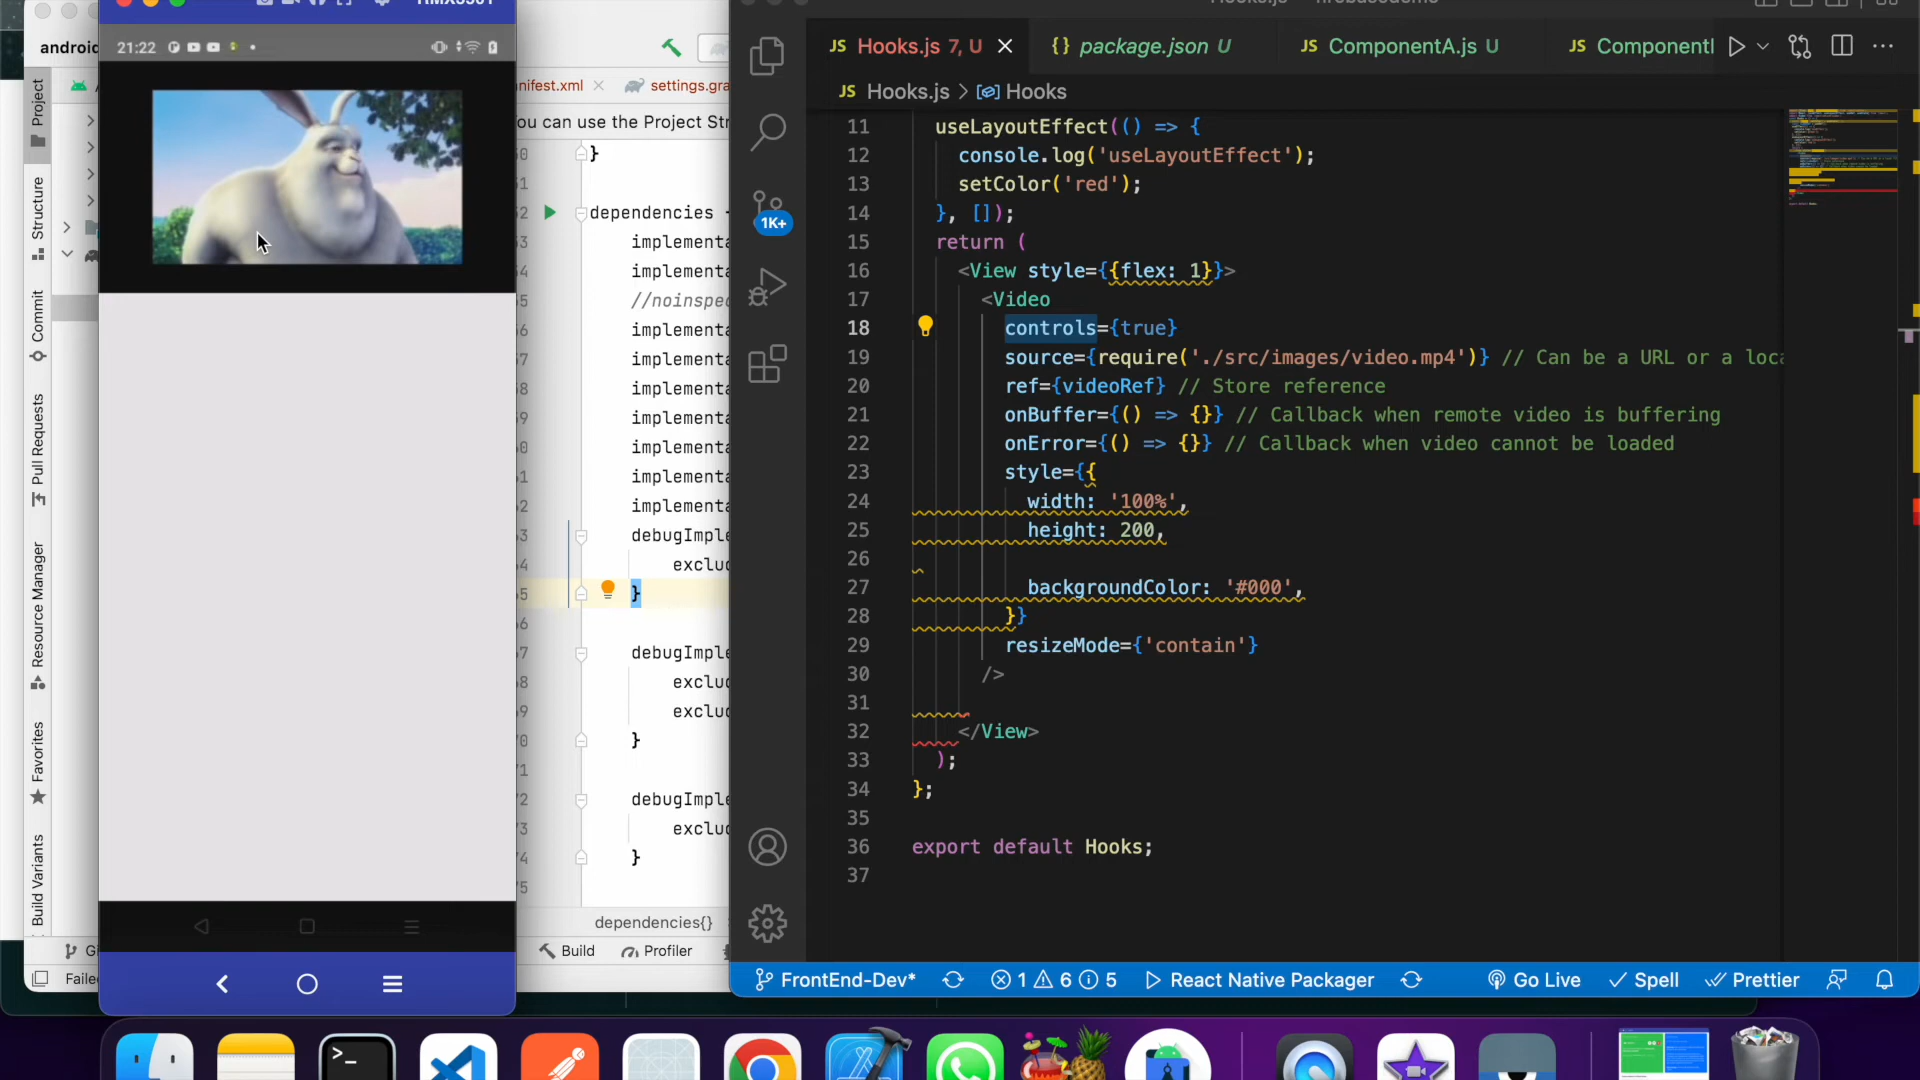 21:22
android
Project
Structure
Commit
Pull Requests
Resource Manager
Favorites
Build Variants
nifest.xml
settings.gra
ou can use the Project Str
}
dependencies
implementa
implementa
//noinspec
implementa
implementa
implementa
implementa
implementa
implementa
implementa
debugImple
exclud
}
debugImple
exclud
exclud
}
debugImple
exclud
}
dependencies{}
Build
Profiler
Faile
1K+
JS Hooks.js 7, U
{} package.json U
JS ComponentA.js U
JS Component
JS Hooks.js > Hooks
11 useLayoutEffect(() => {
12 console.log('useLayoutEffect');
13 setColor('red');
14 }, []);
15 return (
16 <View style={{flex: 1}}>
17 <Video
18 controls={true}
19 source={require('./src/images/video.mp4')} // Can be a URL or a loca
20 ref={videoRef} // Store reference
21 onBuffer={() => {}} // Callback when remote video is buffering
22 onError={() => {}} // Callback when video cannot be loaded
23 style={{
24 width: '100%',
25 height: 200,
26
27 backgroundColor: '#000',
28 }}
29 resizeMode={'contain'}
30 />
31
32 </View>
33 );
34 };
35
36 export default Hooks;
37
FrontEnd-Dev*
1 6 5
React Native Packager
Go Live
Spell
Prettier